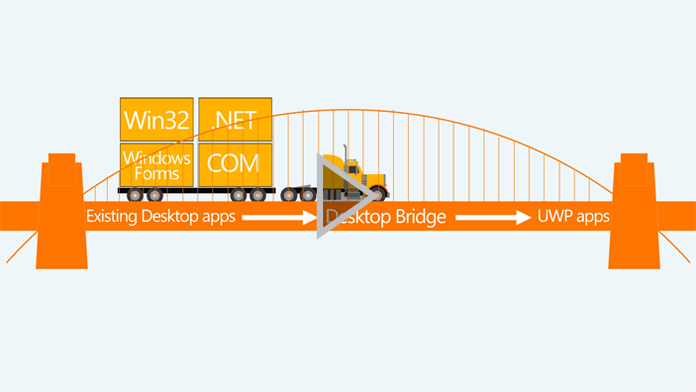 Win32
.NET
Windows
Forms
COM
Existing Desktop apps
Desktop Bridge
UWP apps